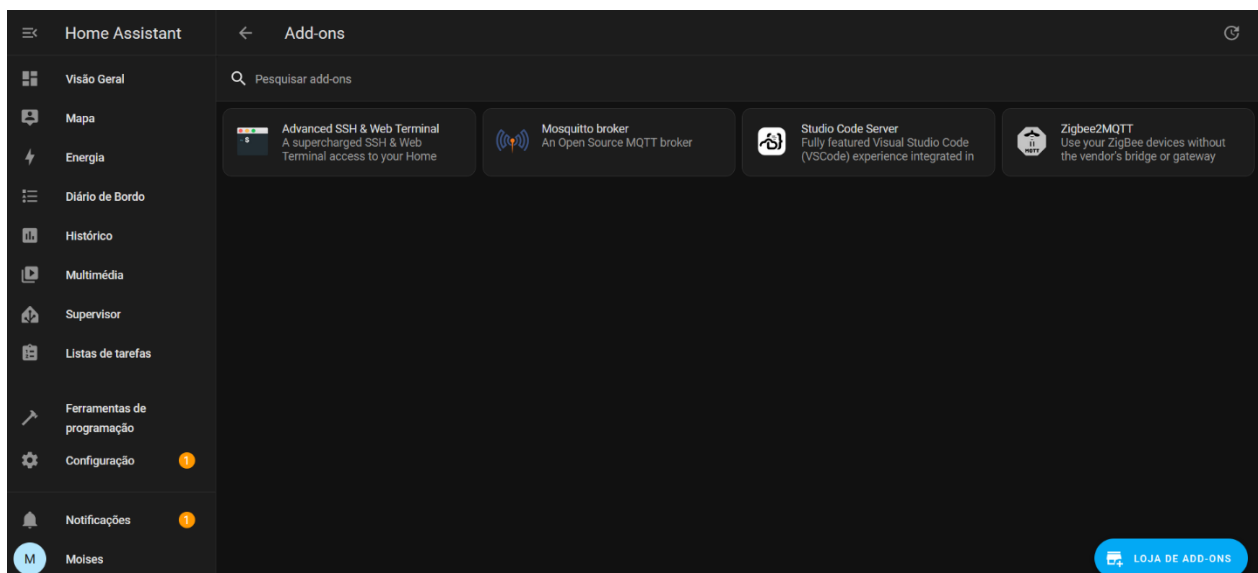 Home Assistant
Add-ons
Visão Geral
Pesquisar add-ons
Mapa
Energia
Diário de Bordo
Histórico
Multimédia
Supervisor
Listas de tarefas
Ferramentas de
programação
Configuração 1
Notificações 1
M Moises
$
Advanced SSH & Web Terminal
A supercharged SSH & Web
Terminal access to your Home
Mosquitto broker
An Open Source MQTT broker
Studio Code Server
Fully featured Visual Studio Code
(VSCode) experience integrated in
MQTT
Zigbee2MQTT
Use your ZigBee devices without
the vendor's bridge or gateway
LOJA DE ADD-ONS